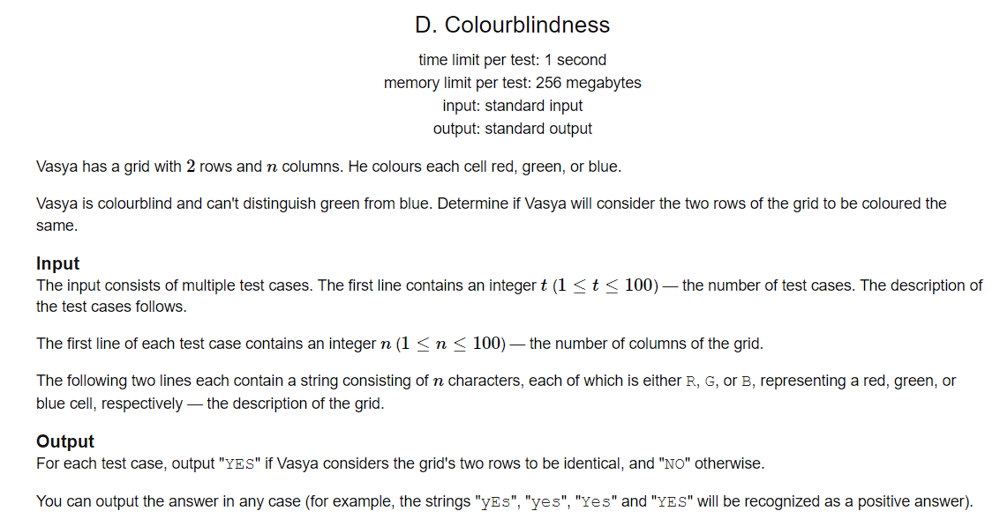 D. Colourblindness
time limit per test: 1 second
memory limit per test: 256 megabytes
input: standard input
output: standard output
Vasya has a grid with 2 rows and n columns. He colours each cell red, green, or blue.
Vasya is colourblind and can't distinguish green from blue. Determine if Vasya will consider the two rows of the grid to be coloured the
same.
Input
The input consists of multiple test cases. The first line contains an integer t (1 ≤ t ≤ 100) — the number of test cases. The description of
the test cases follows.
The first line of each test case contains an integer n (1 ≤ n ≤ 100) — the number of columns of the grid.
The following two lines each contain a string consisting of n characters, each of which is either R, G, or B, representing a red, green, or
blue cell, respectively — the description of the grid.
Output
For each test case, output "YES" if Vasya considers the grid's two rows to be identical, and "NO" otherwise.
You can output the answer in any case (for example, the strings "yEs", "yes", "Yes" and "YES" will be recognized as a positive answer).